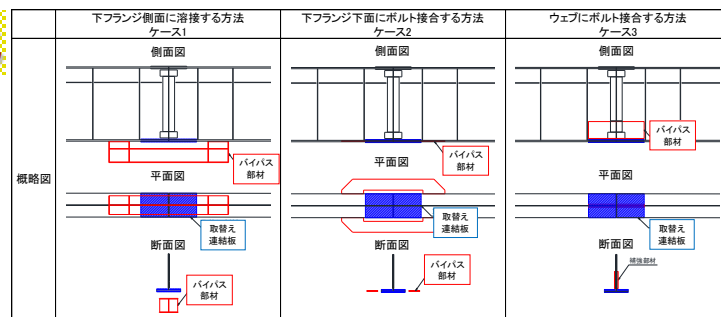 下フランジ側面に溶接する方法
ケース1
下フランジ下面にボルト接合する方法
ケース2
ウェブにボルト接合する方法
ケース3
概略図
側面図
バイパス
部材
平面図
取替え
連結板
断面図
バイパス
部材
側面図
バイパス
部材
平面図
取替え
連結板
断面図
バイパス
部材
側面図
バイパス
部材
平面図
取替え
連結板
断面図
補強部材